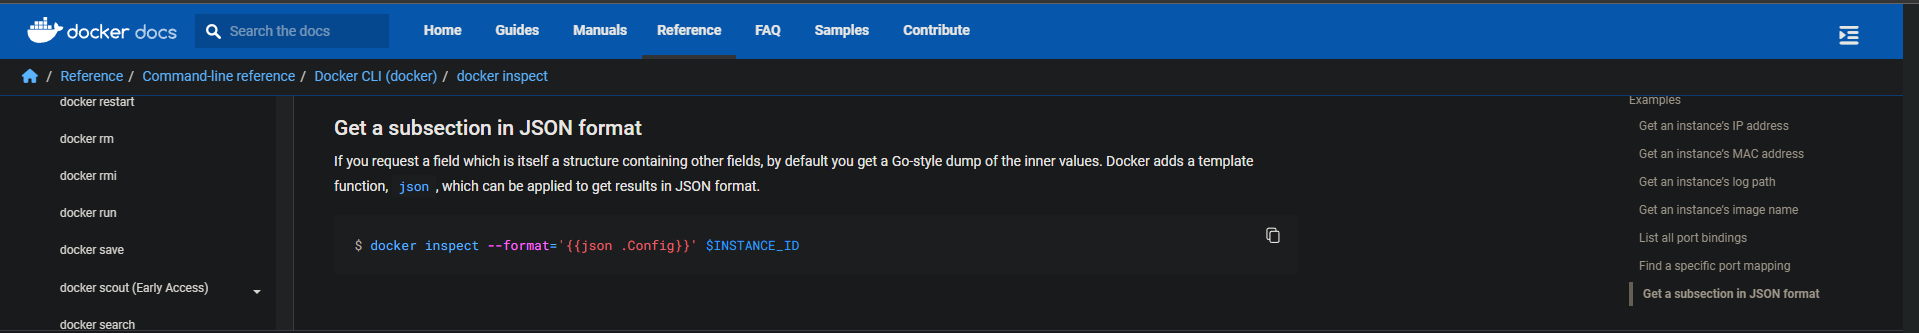 docker docs
Search the docs
Home Guides Manuals Reference FAQ Samples Contribute
/ Reference / Command-line reference / Docker CLI (docker) / docker inspect
docker restart
docker rm
docker rmi
docker run
docker save
docker scout (Early Access)
docker search
Get a subsection in JSON format
If you request a field which is itself a structure containing other fields, by default you get a Go-style dump of the inner values. Docker adds a template
function, json , which can be applied to get results in JSON format.
$ docker inspect --format='{{json .Config}}' $INSTANCE_ID
Examples
Get an instance's IP address
Get an instance's MAC address
Get an instance's log path
Get an instance's image name
List all port bindings
Find a specific port mapping
Get a subsection in JSON format